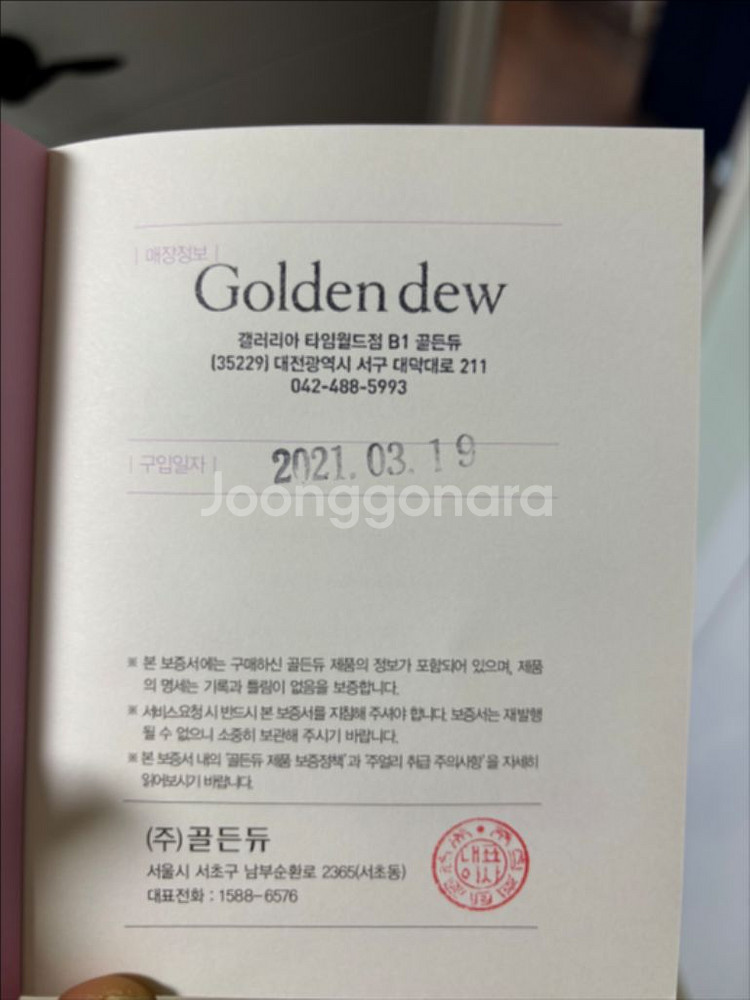 | 매장정보 |
Golden dew
갤러리아 타임월드점 B1 골든듀
(35229) 대전광역시 서구 대덕대로 211
042-488-5993
| 구입일자 | 2021. 03. 19
Joonggonara
※ 본 보증서에는 구매하신 골든듀 제품의 정보가 포함되어 있으며, 제품
의 명세는 기록과 틀림이 없음을 보증합니다.
※ 서비스요청 시 반드시 본 보증서를 지참해 주셔야 합니다. 보증서는 재발행
될 수 없으니 소중히 보관해 주시기 바랍니다.
※ 본 보증서 내의 '골든듀 제품 보증정책'과 '주얼리 취급 주의사항'을 자세히
읽어보시기 바랍니다.
(주)골든듀
서울시 서초구 남부순환로 2365(서초동)
대표전화 : 1588-6576
대표
이사